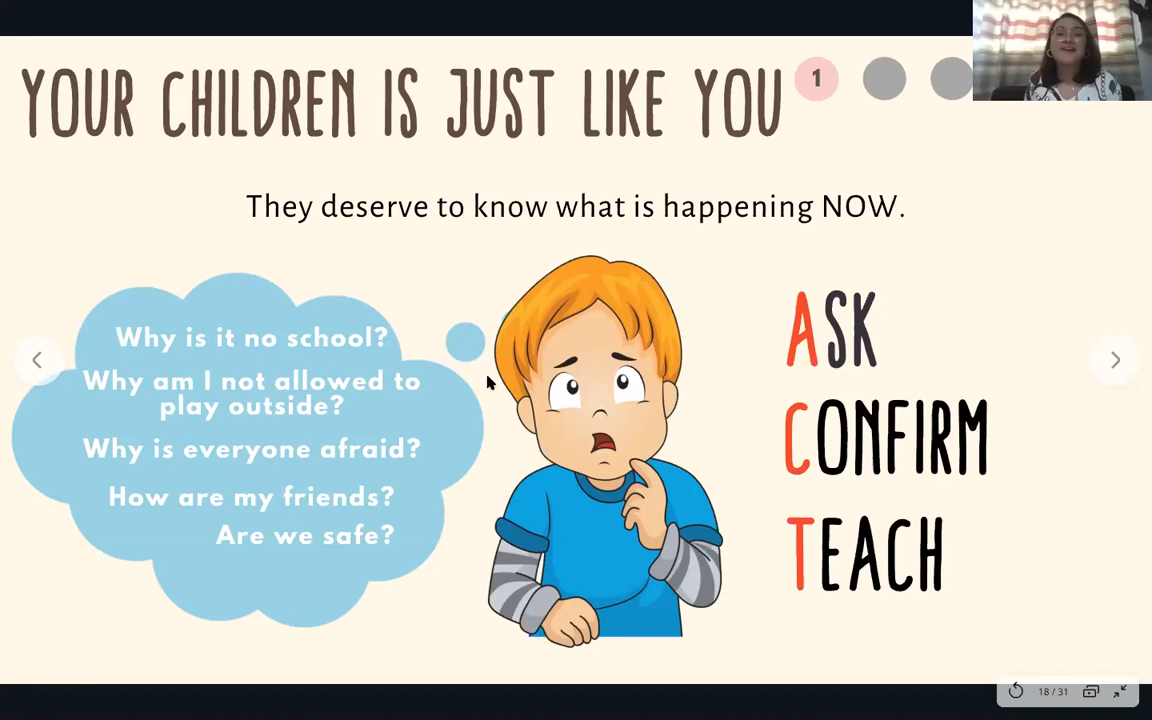 YOUR CHILDREN IS JUST LIKE YOU
1
They deserve to know what is happening NOW.
Why is it no school?
Why am I not allowed to
play outside?
Why is everyone afraid?
How are my friends?
Are we safe?
ASK
CONFIRM
TEACH
18 / 31